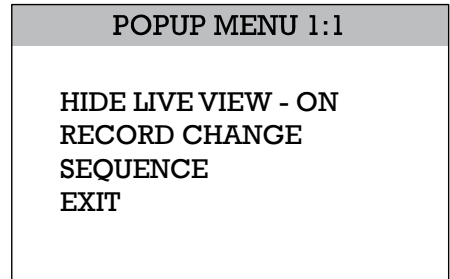 POPUP MENU 1:1
HIDE LIVE VIEW - ON
RECORD CHANGE
SEQUENCE
EXIT